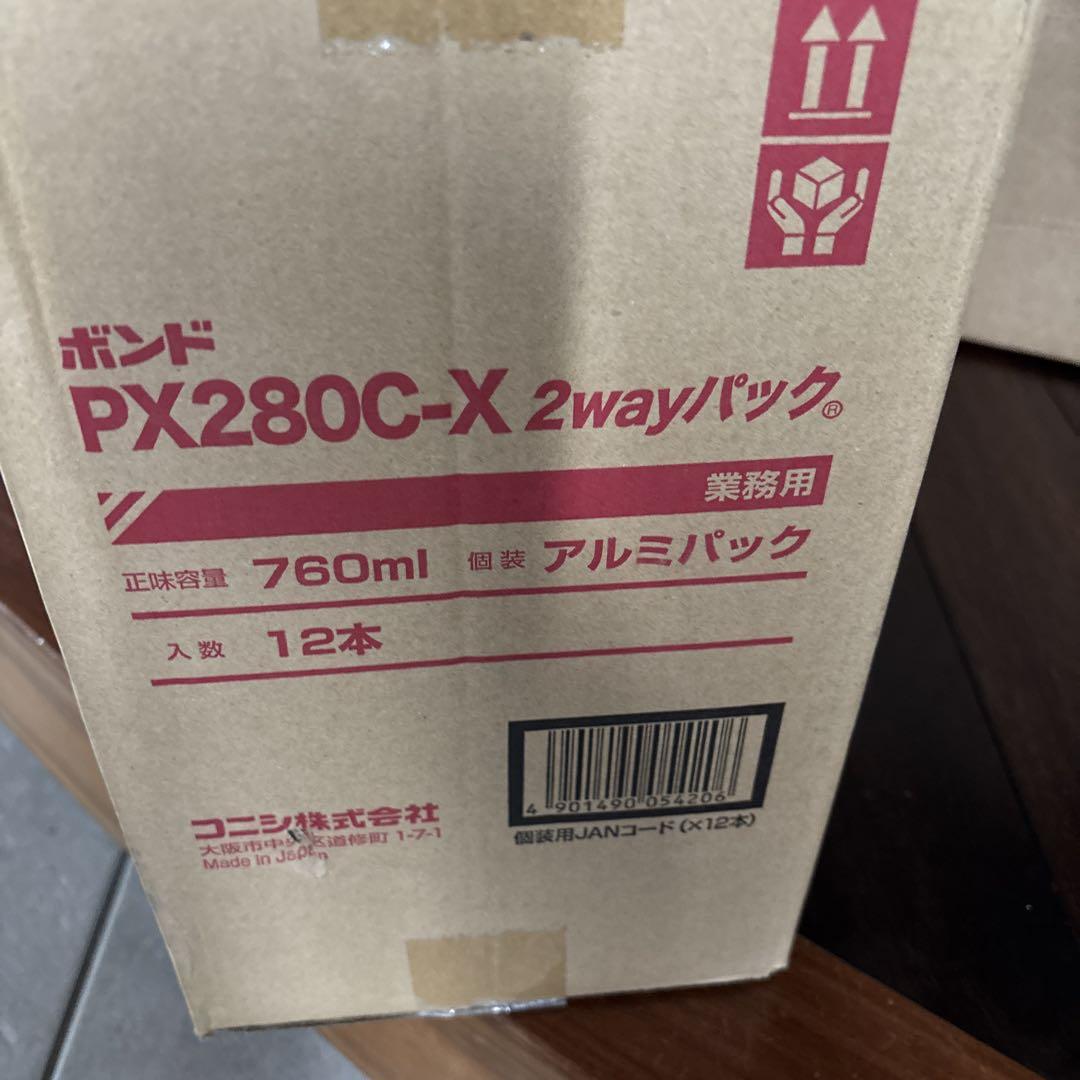 ボンド
PX280C-X 2wayパック®
業務用
正味容量 760ml 個装 アルミパック
入数 12本
4 901490 054206
個装用JANコード(×12本)
コニシ株式会社
大阪市中央区道修町 1-7-1
Made in Japan